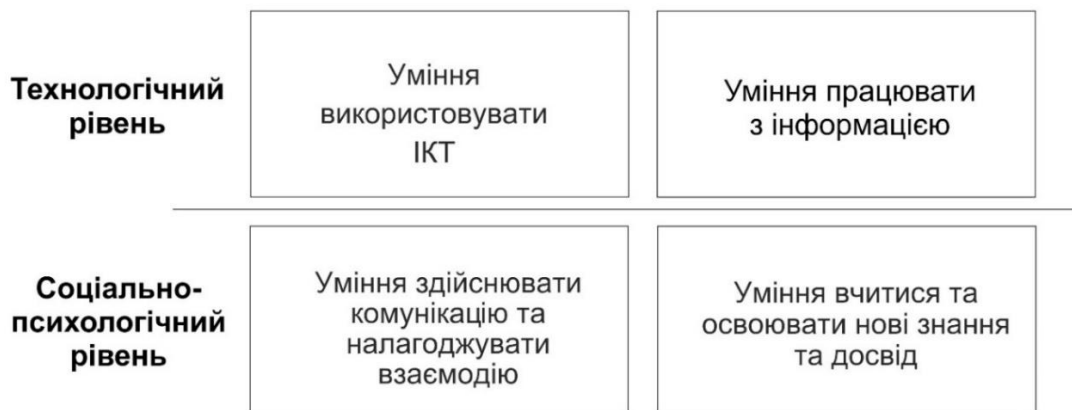 Технологічний
рівень
Уміння
використовувати
ІКТ
Уміння працювати
з інформацією
Соціально-
психологічний
рівень
Уміння здійснювати
комунікацію та
налагоджувати
взаємодію
Уміння вчитися та
освоювати нові знання
та досвід